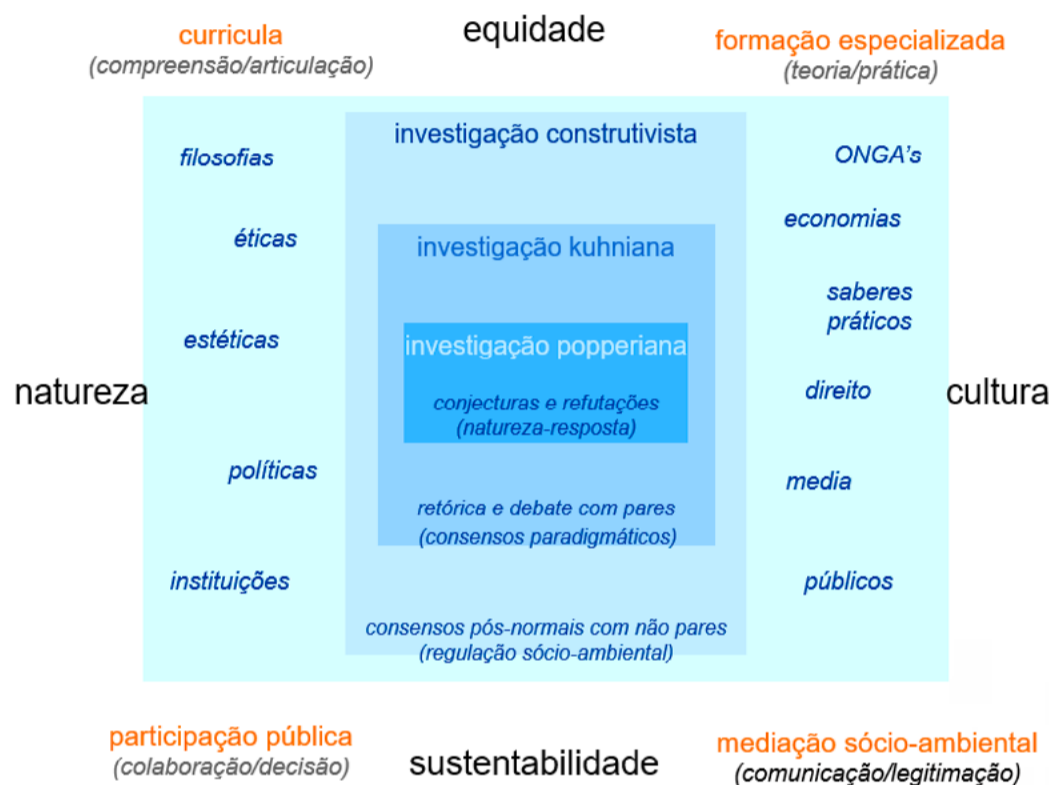 equidade
curricula
(compreensão/articulação)
formação especializada
(teoria/prática)
investigação construtivista
filosofias
ONGA's
éticas
economias
investigação kuhniana
saberes
práticos
estéticas
investigação popperiana
natureza
cultura
conjecturas e refutações
(natureza-resposta)
direito
políticas
media
retórica e debate com pares
(consensos paradigmáticos)
instituições
públicos
consensos pós-normais com não pares
(regulação sócio-ambiental)
participação pública
(colaboração/decisão)
sustentabilidade
mediação sócio-ambiental
(comunicação/legitimação)